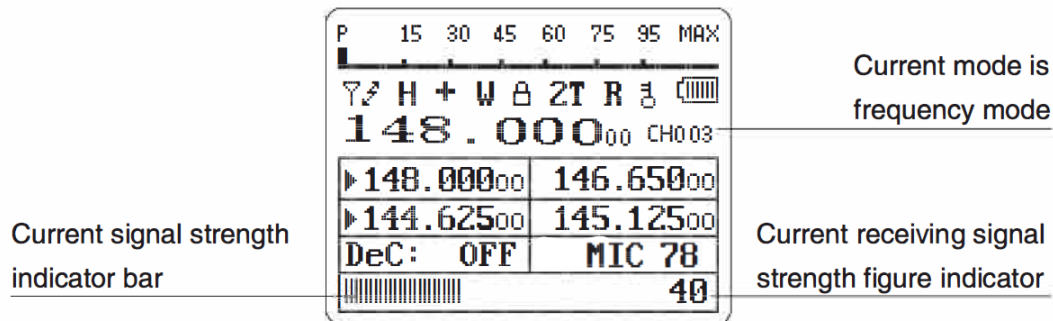 P 15 30 45 60 75 95 MAX
H + W 2T R
148.00000 CH003
148.00000 146.65000
144.62500 145.12500
DeC: OFF MIC 78
40
Current mode is
frequency mode
Current signal strength
indicator bar
Current receiving signal
strength figure indicator